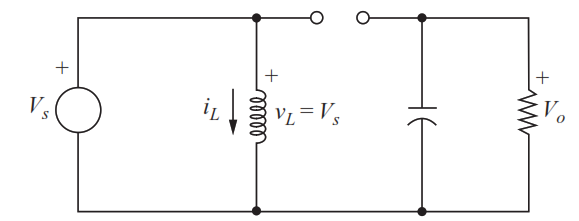 +
V_s
i_L
+
v_L = V_s
+
V_o